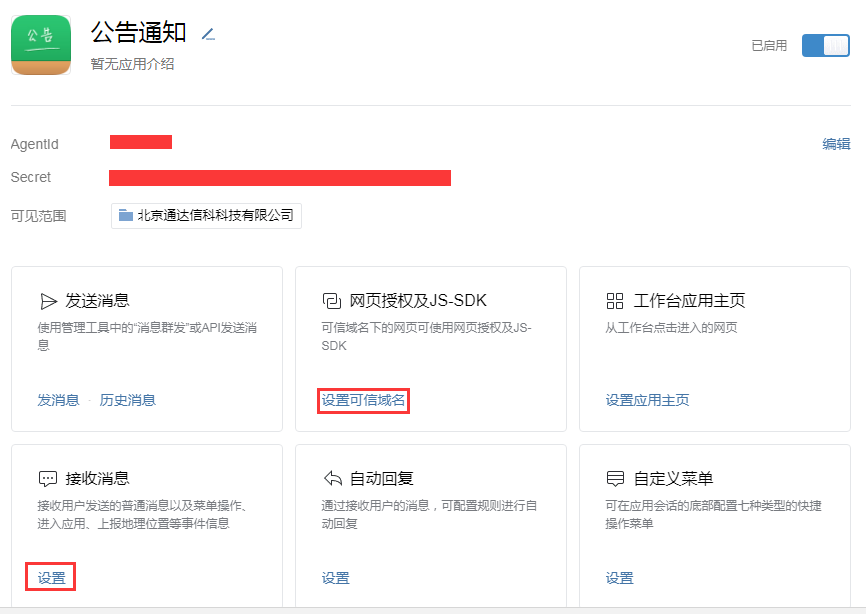 公告
公告通知
暂无应用介绍
已启用
AgentId
编辑
Secret
可见范围
北京通达信科科技有限公司
发送消息
使用管理工具中的“消息群发”或API发送消
息
发消息 · 历史消息
网页授权及JS-SDK
可信域名下的网页可使用网页授权及JS-
SDK
设置可信域名
工作台应用主页
从工作台点击进入的网页
设置应用主页
接收消息
接收用户发送的普通消息以及菜单操作、
进入应用、上报地理位置等事件信息
设置
自动回复
通过接收用户的消息，可配置规则进行自
动回复
设置
自定义菜单
可在应用会话的底部配置七种类型的快捷
操作菜单
设置